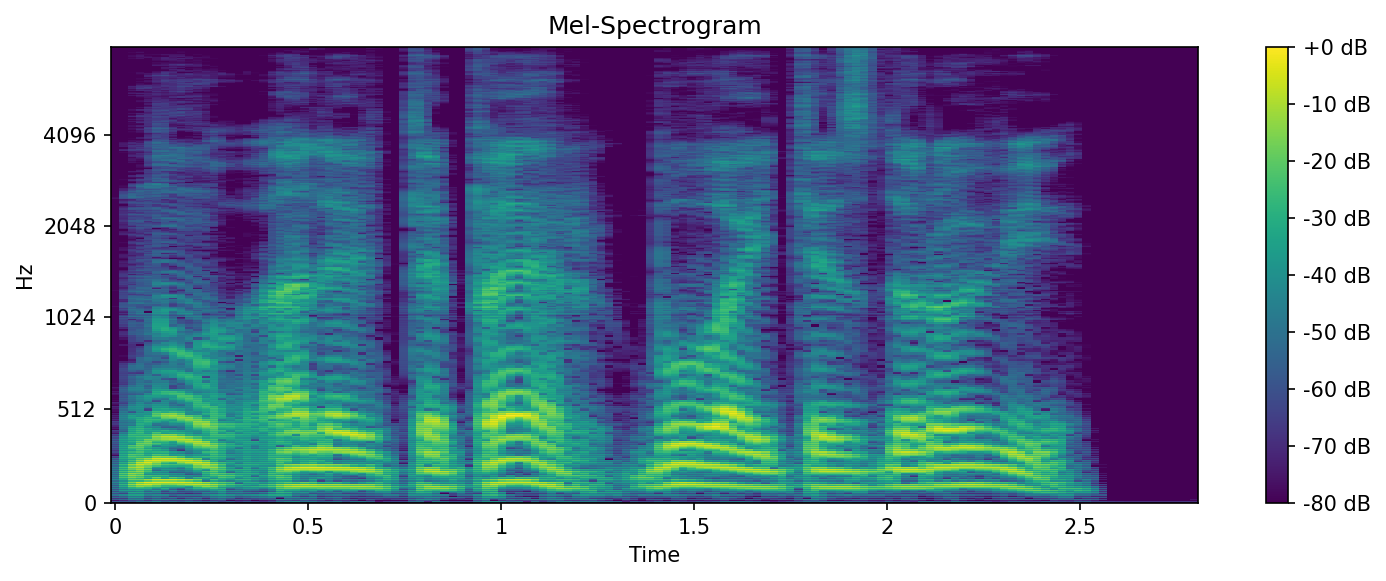 Mel-Spectrogram
+0 dB
4096
-10 dB
-20 dB
2048
-30 dB
Hz
-40 dB
1024
-50 dB
512
-60 dB
-70 dB
0
-80 dB
0 0.5 1 1.5 2 2.5
Time